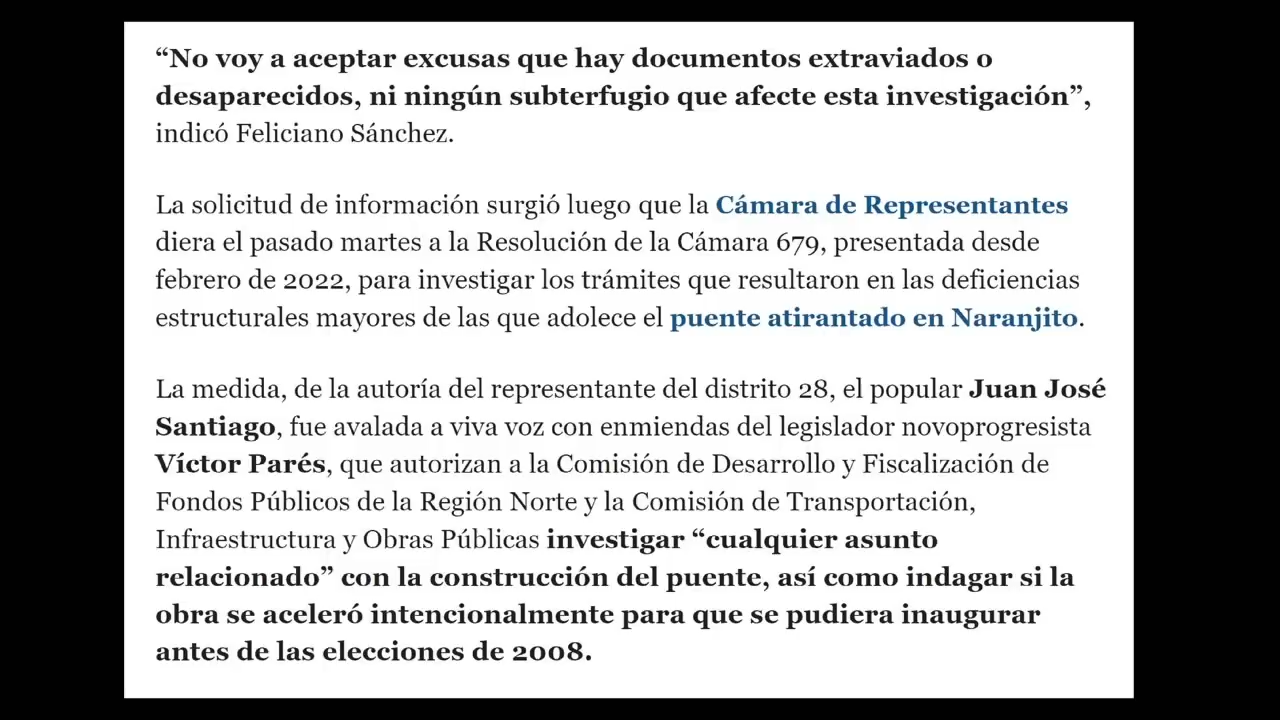 “No voy a aceptar excusas que hay documentos extraviados o
desaparecidos, ni ningún subterfugio que afecte esta investigación”,
indicó Feliciano Sánchez.
La solicitud de información surgió luego que la Cámara de Representantes
diera el pasado martes a la Resolución de la Cámara 679, presentada desde
febrero de 2022, para investigar los trámites que resultaron en las deficiencias
estructurales mayores de las que adolece el puente atirantado en Naranjito.
La medida, de la autoría del representante del distrito 28, el popular Juan José
Santiago, fue avalada a viva voz con enmiendas del legislador novoprogresista
Víctor Parés, que autorizan a la Comisión de Desarrollo y Fiscalización de
Fondos Públicos de la Región Norte y la Comisión de Transportación,
Infraestructura y Obras Públicas investigar “cualquier asunto
relacionado” con la construcción del puente, así como indagar si la
obra se aceleró intencionalmente para que se pudiera inaugurar
antes de las elecciones de 2008.